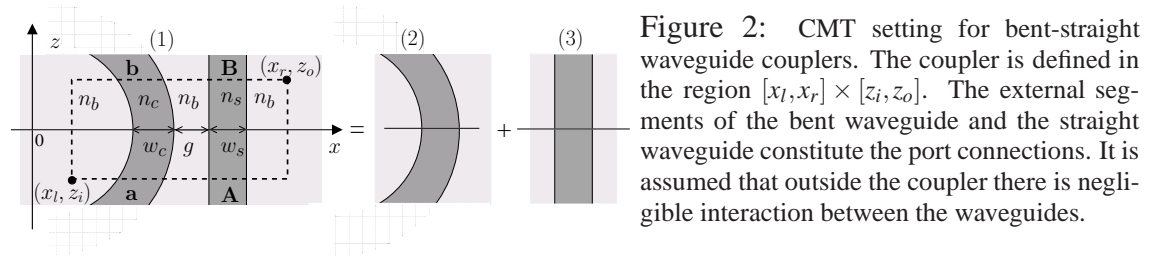 z
(1)
(2)
(3)
b
B
(x_r, z_o)
n_b
n_c
n_b
n_s
n_b
0
w_c
g
w_s
x
=
+
(x_l, z_i)
a
A
Figure 2: CMT setting for bent-straight
waveguide couplers. The coupler is defined in
the region [x_l,x_r] × [z_i,z_o]. The external seg-
ments of the bent waveguide and the straight
waveguide constitute the port connections. It is
assumed that outside the coupler there is negli-
gible interaction between the waveguides.